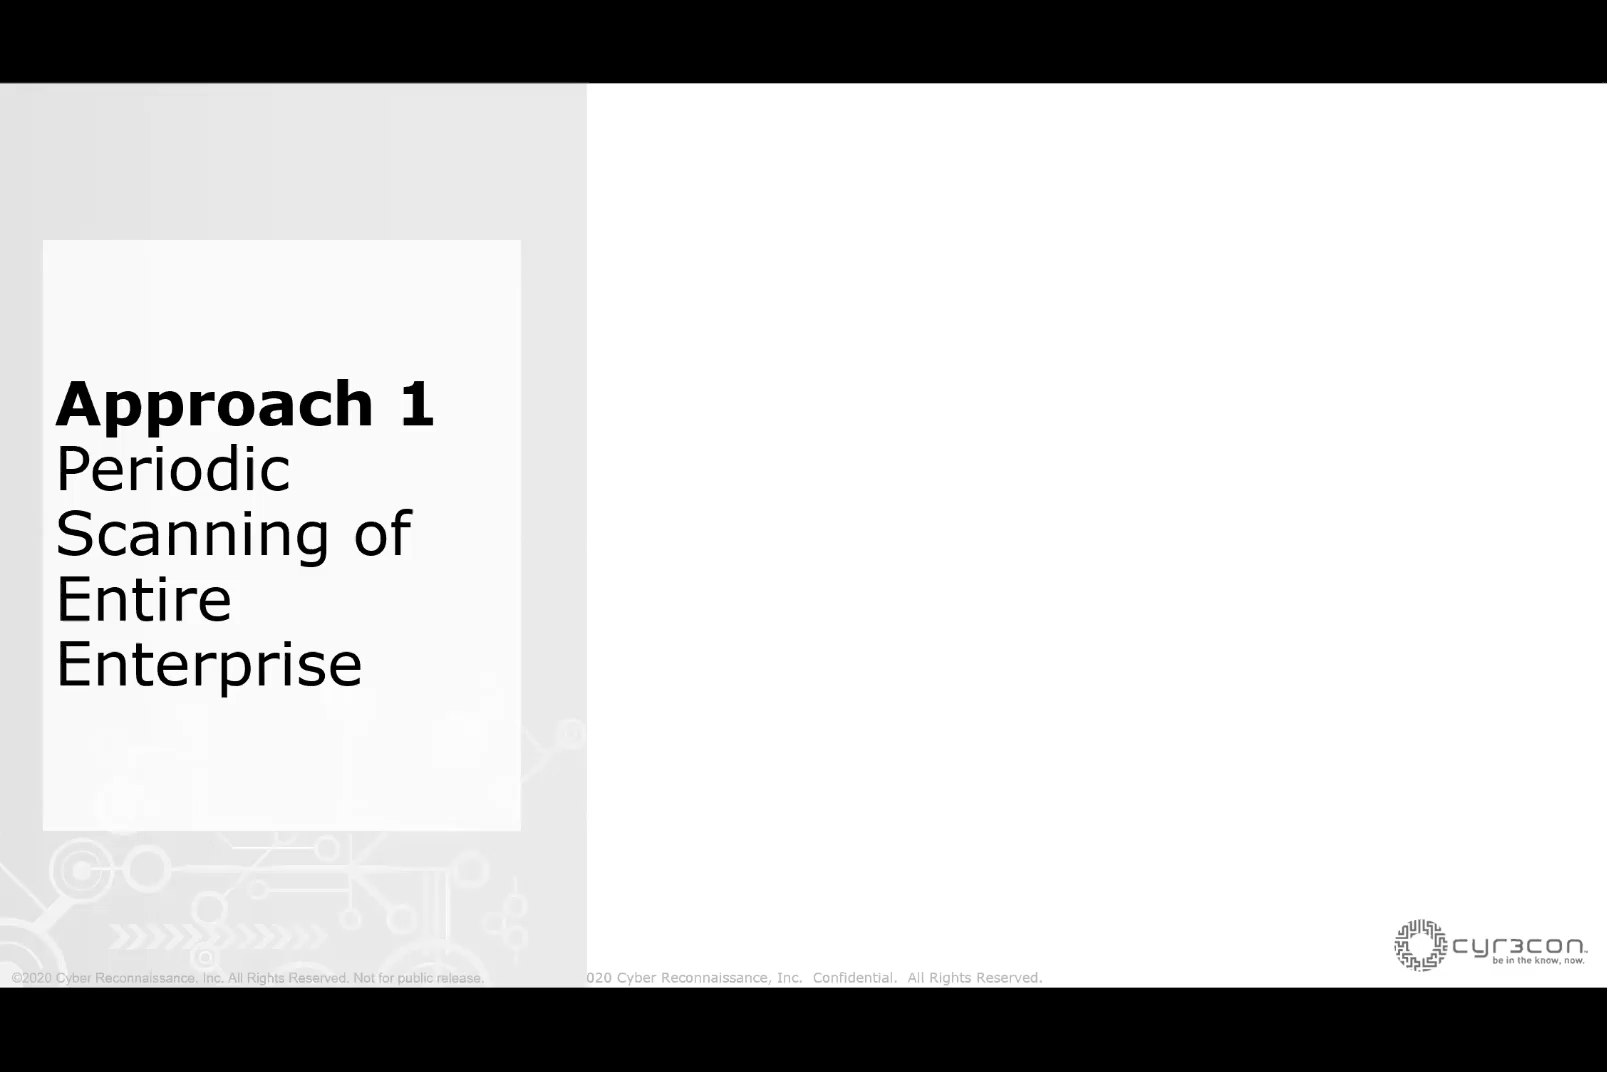 Approach 1
Periodic
Scanning of
Entire
Enterprise
cyr3con™
be in the know, now.
©2020 Cyber Reconnaissance, Inc. All Rights Reserved. Not for public release.
020 Cyber Reconnaissance, Inc. Confidential. All Rights Reserved.